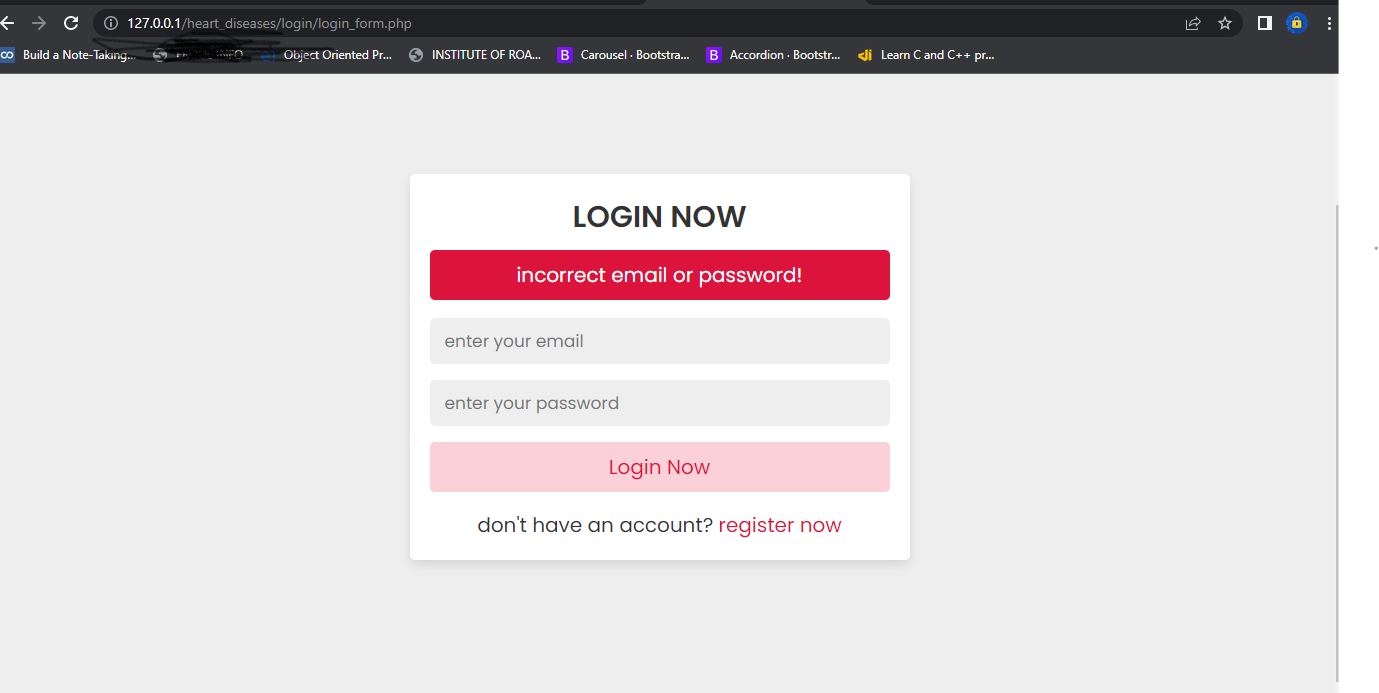 127.0.0.1/heart_diseases/login/login_form.php
Build a Note-Taking... INFO Object Oriented Pr... INSTITUTE OF ROA... B Carousel · Bootstra... B Accordion · Bootstr... Learn C and C++ pr...
LOGIN NOW
incorrect email or password!
enter your email
enter your password
Login Now
don't have an account? register now